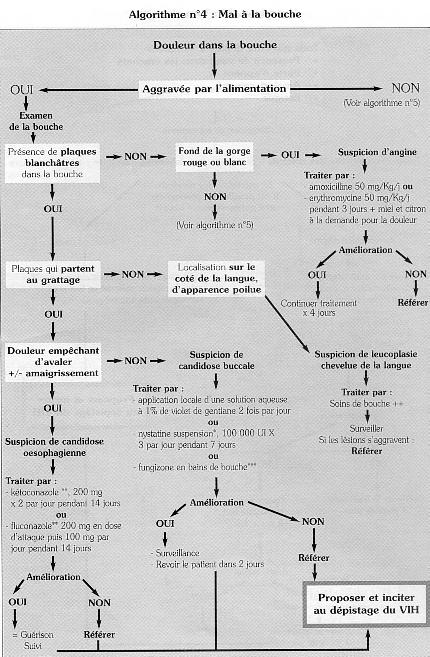 Algorithme n°4 : Mal à la bouche
Douleur dans la bouche
OUI
Aggravée par l'alimentation
NON
(Voir algorithme n°5)
Examen
de la bouche
Présence de plaques
blanchâtres
dans la bouche
NON
Fond de la gorge
rouge ou blanc
OUI
Suspicion d'angine
Traiter par :
- amoxicilline 50 mg/Kg/j ou
- erythromycine 50 mg/Kg/j
pendant 3 jours + miel et citron
à la demande pour la douleur
OUI
NON
(Voir algorithme n°5)
Amélioration
OUI
NON
Continuer traitement
x 4 jours
Référer
Plaques qui partent
au grattage
NON
Localisation sur le
coté de la langue,
d'apparence poilue
OUI
Douleur empêchant
d'avaler
+/- amaigrissement
NON
Suspicion de
candidose buccale
Suspicion de leucoplasie
chevelue de la langue
Traiter par :
- application locale d'une solution aqueuse
à 1% de violet de gentiane 2 fois par jour
ou
- nystatine suspension*, 100 000 UI X
3 par jour pendant 7 jours
ou
- fungizone en bains de bouche***
Traiter par :
Soins de bouche ++
Surveiller
Si les lésions s'aggravent :
Référer
OUI
Suspicion de candidose
oesophagienne
Traiter par :
- kétoconazole **, 200 mg
x 2 par jour pendant 14 jours
ou
- fluconazole** 200 mg en dose
d'attaque puis 100 mg par
jour pendant 14 jours
Amélioration
OUI
NON
- Surveillance
- Revoir le patient dans 2 jours
Référer
Amélioration
OUI
NON
= Guérison
Suivi
Référer
Proposer et inciter
au dépistage du VIH